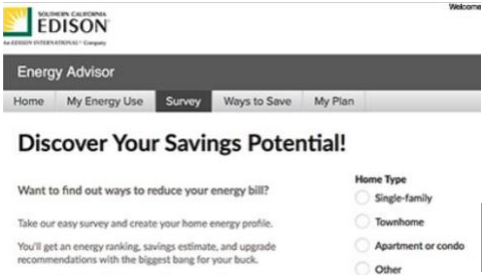 Welcome
SOUTHERN CALIFORNIA
EDISON
An EDISON INTERNATIONAL® Company
Energy Advisor
Home My Energy Use Survey Ways to Save My Plan
Discover Your Savings Potential!
Want to find out ways to reduce your energy bill?
Take our easy survey and create your home energy profile.
You'll get an energy ranking, savings estimate, and upgrade
recommendations with the biggest bang for your buck.
Home Type
Single-family
Townhome
Apartment or condo
Other